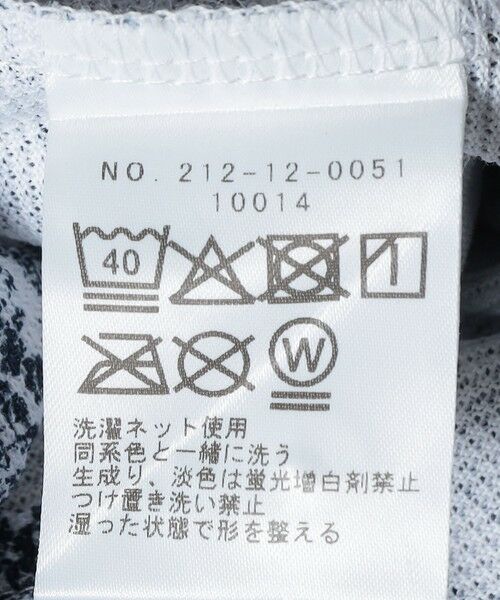 NO. 212-12-0051
10014
40
W
洗濯ネット使用
同系色と一緒に洗う
生成り、淡色は蛍光増白剤禁止
つけ置き洗い禁止
湿った状態で形を整える